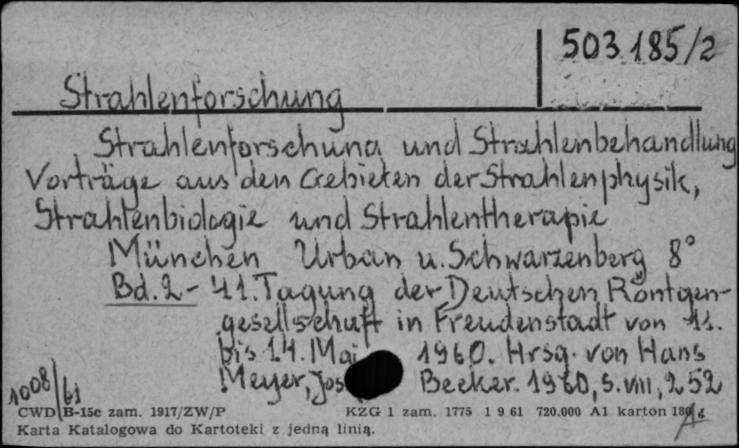 503.185/2
Strahlenforschung
Strahlenforschung und Strahlenbehandlung
Vorträge aus den Gebieten der Strahlenphysik,
Strahlenbiologie und Strahlentherapie
München Urban u. Schwarzenberg 8°
Bd. 2 - 41. Tagung der Deutschen Röntgen-
gesellschaft in Freudenstadt von 11.
bis 14. Mai 1960. Hrsg. von Hans
Meyer, Jos Becker. 1960, S. VIII, 252
1008/61
CWD B-15c zam. 1917/ZW/P KZG 1 zam. 1775 1 9 61 720.000 A1 karton
Karta Katalogowa do Kartoteki z jedną linią.